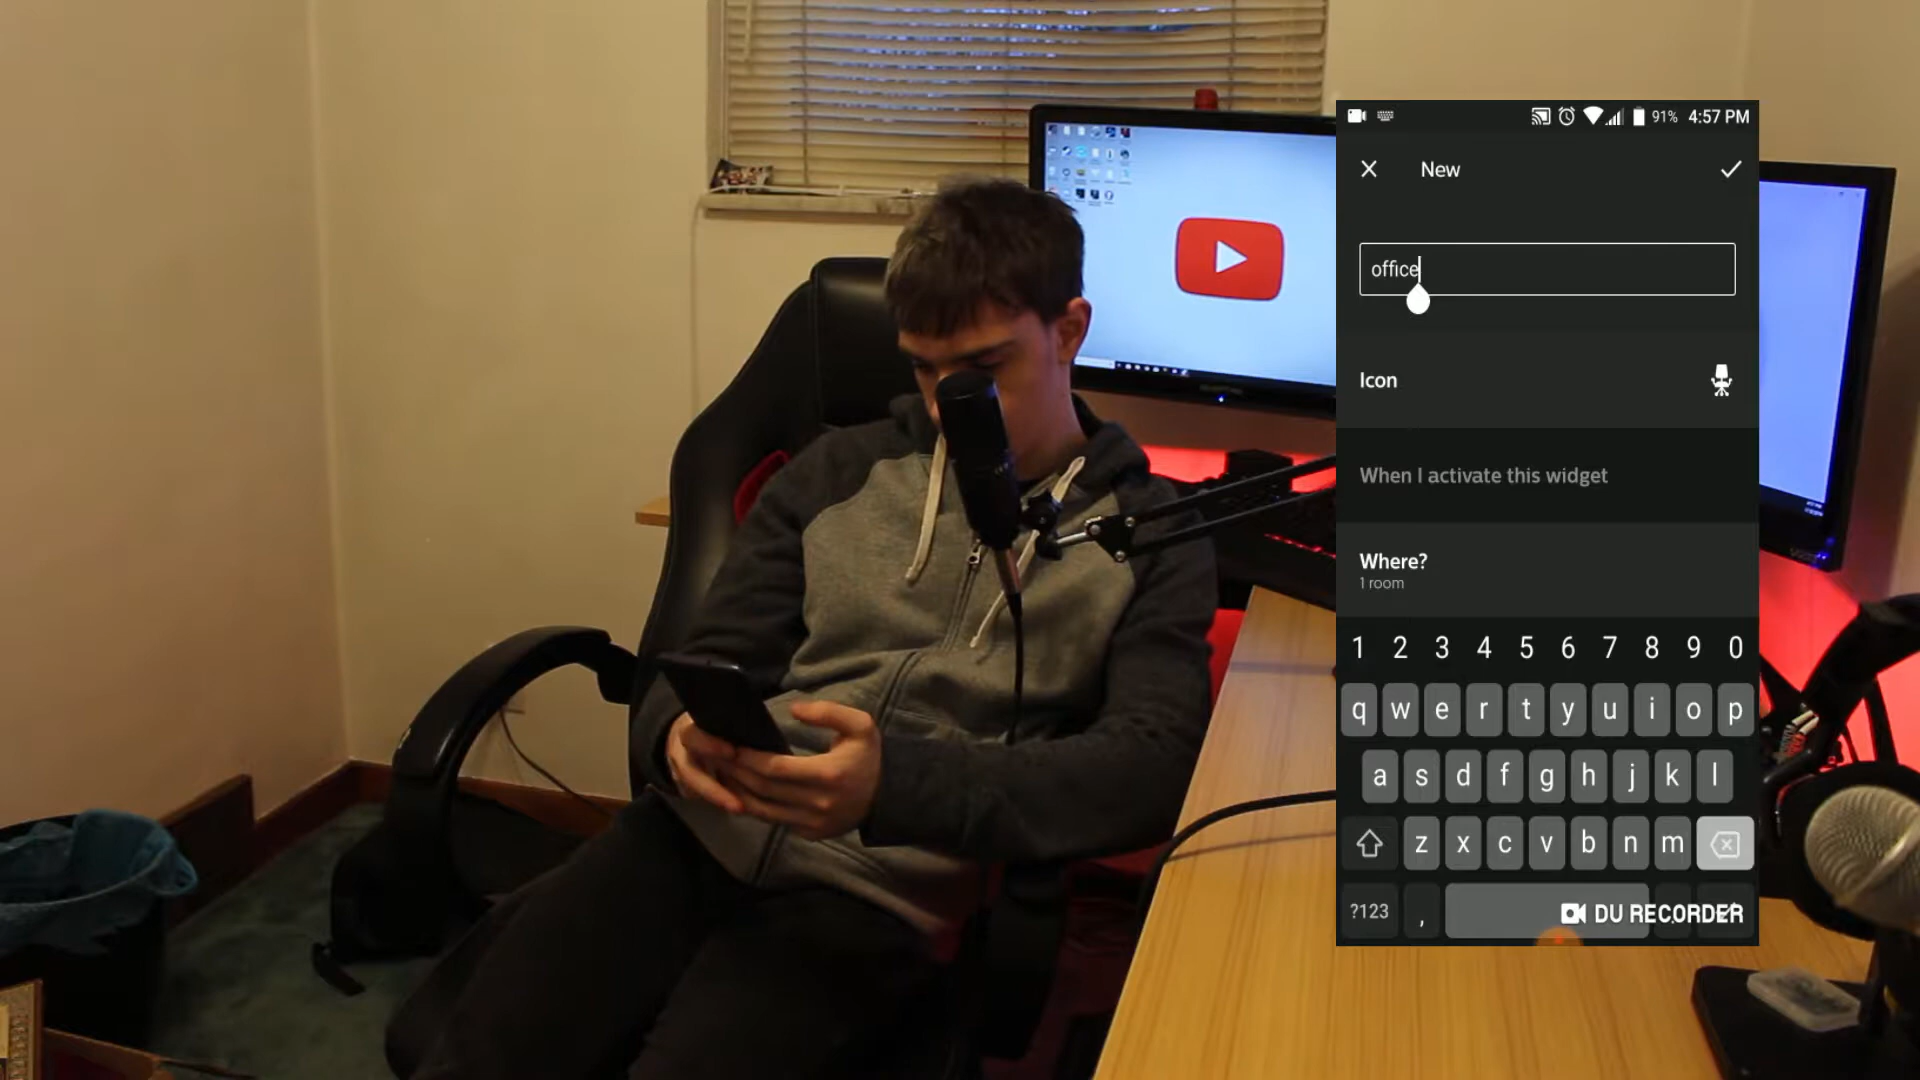 91% 4:57 PM
New
office
Icon
When I activate this widget
Where?
1 room
1 2 3 4 5 6 7 8 9 0
q w e r t y u i o p
a s d f g h j k l
z x c v b n m
?123 ,
DU RECORDER